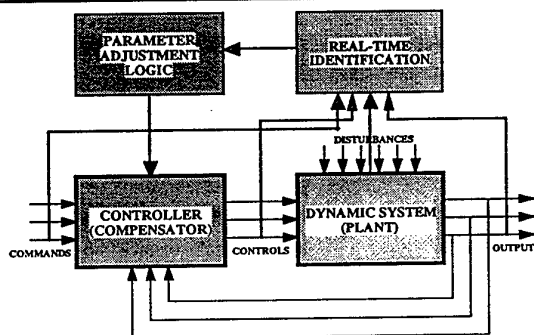 PARAMETER
ADJUSTMENT
LOGIC
REAL-TIME
IDENTIFICATION
DISTURBANCES
CONTROLLER
(COMPENSATOR)
DYNAMIC SYSTEM
(PLANT)
COMMANDS
CONTROLS
OUTPUT